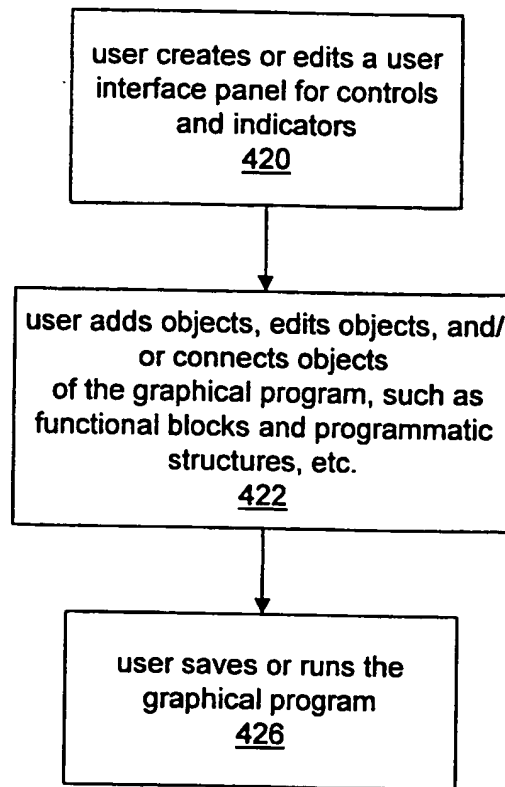 user creates or edits a user
interface panel for controls
and indicators
420
user adds objects, edits objects, and/
or connects objects
of the graphical program, such as
functional blocks and programmatic
structures, etc.
422
user saves or runs the
graphical program
426